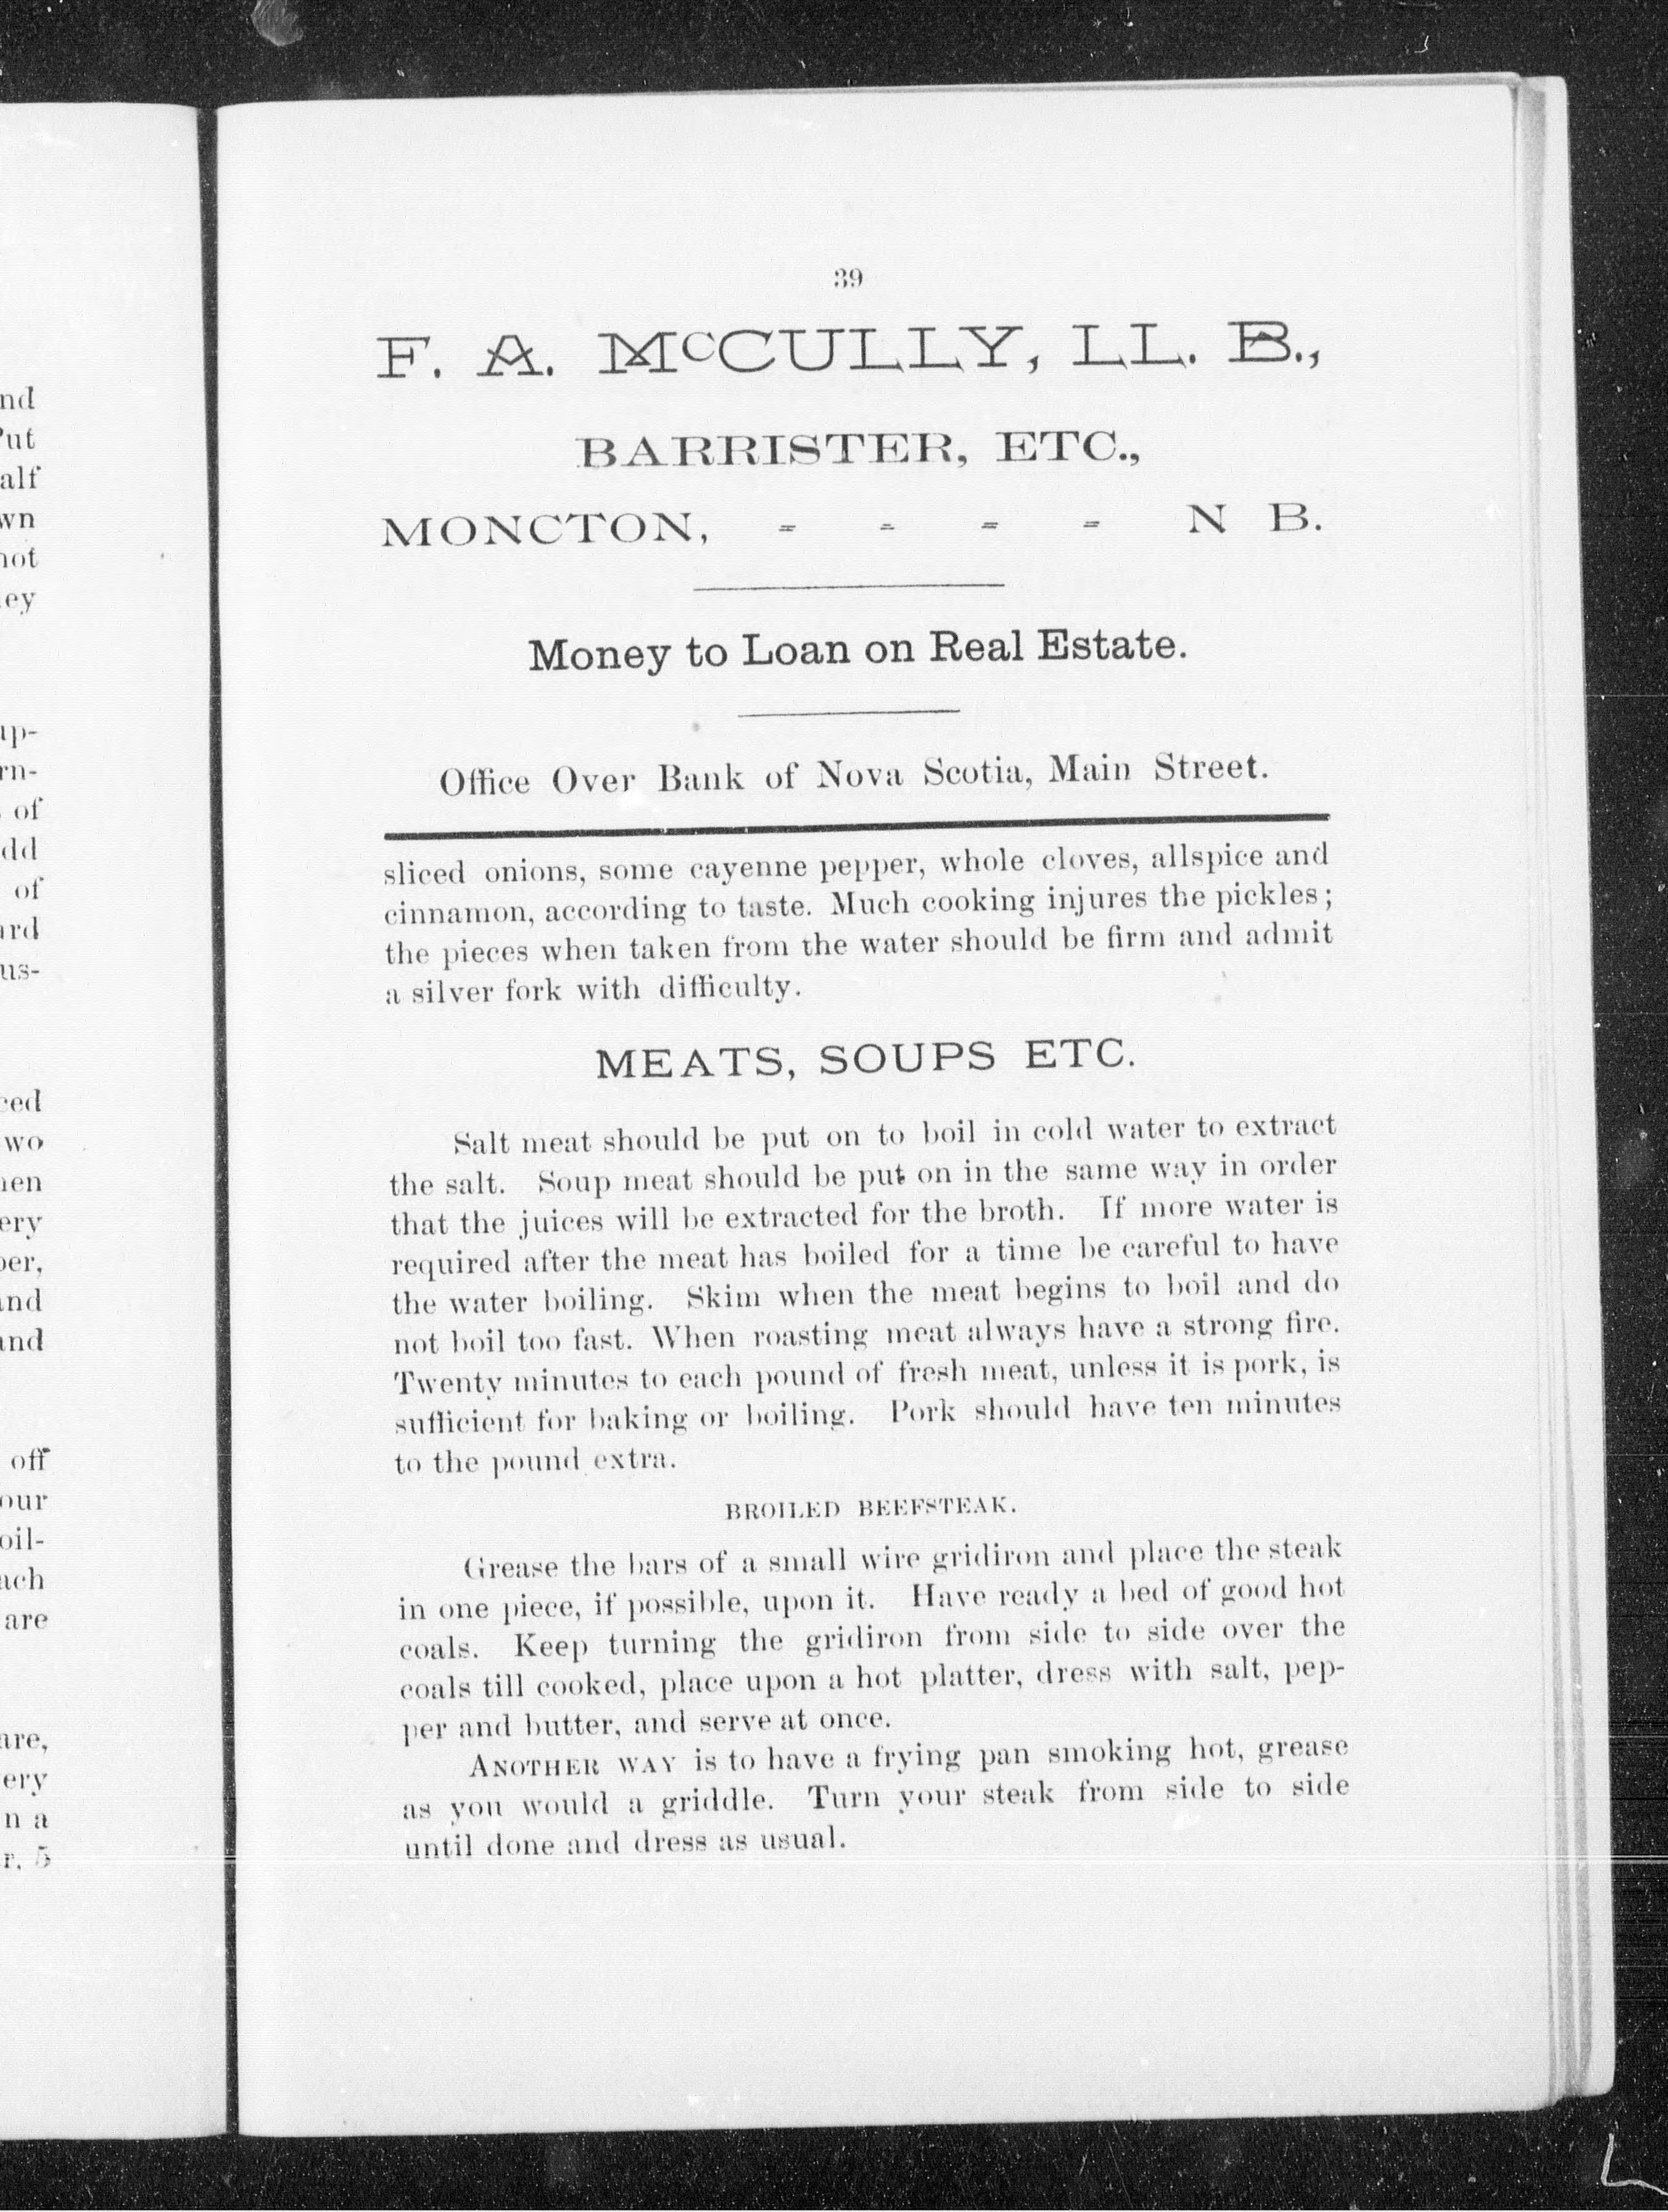 39
F. A. McCULLY, LL. B.,
BARRISTER, ETC.,
MONCTON, - - - - N B.
Money to Loan on Real Estate.
Office Over Bank of Nova Scotia, Main Street.
sliced onions, some cayenne pepper, whole cloves, allspice and
cinnamon, according to taste. Much cooking injures the pickles;
the pieces when taken from the water should be firm and admit
a silver fork with difficulty.
MEATS, SOUPS ETC.
Salt meat should be put on to boil in cold water to extract
the salt. Soup meat should be put on in the same way in order
that the juices will be extracted for the broth. If more water is
required after the meat has boiled for a time be careful to have
the water boiling. Skim when the meat begins to boil and do
not boil too fast. When roasting meat always have a strong fire.
Twenty minutes to each pound of fresh meat, unless it is pork, is
sufficient for baking or boiling. Pork should have ten minutes
to the pound extra.
BROILED BEEFSTEAK.
Grease the bars of a small wire gridiron and place the steak
in one piece, if possible, upon it. Have ready a bed of good hot
coals. Keep turning the gridiron from side to side over the
coals till cooked, place upon a hot platter, dress with salt, pep-
per and butter, and serve at once.
ANOTHER WAY is to have a frying pan smoking hot, grease
as you would a griddle. Turn your steak from side to side
until done and dress as usual.